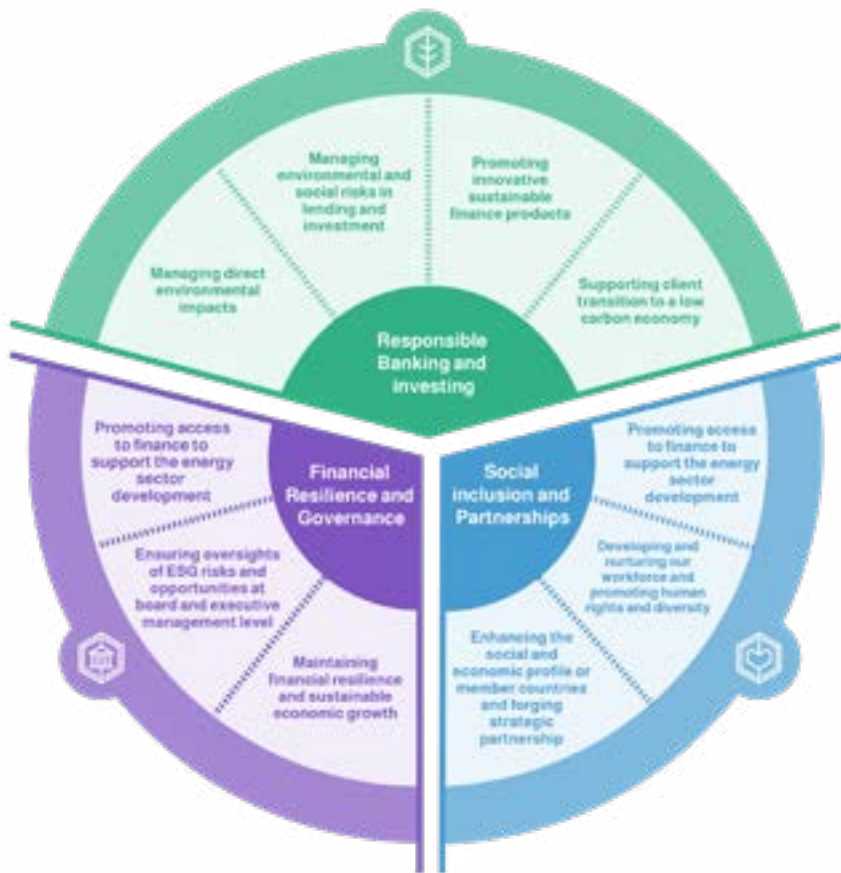 Managing
environmental and
social risks in
lending and
investment
Promoting
innovative
sustainable
finance products
Managing direct
environmental
impacts
Supporting client
transition to a low
carbon economy
Responsible
Banking and
investing
Promoting access
to finance to
support the energy
sector
development
Financial
Resilience and
Governance
Social
inclusion and
Partnerships
Promoting access
to finance to
support the energy
sector
development
Ensuring oversights
of ESG risks and
opportunities at
board and executive
management level
Developing and
nurturing our
workforce and
promoting human
rights and diversity
Maintaining
financial resilience
and sustainable
economic growth
Enhancing the
social and
economic profile or
member countries
and forging
strategic
partnership